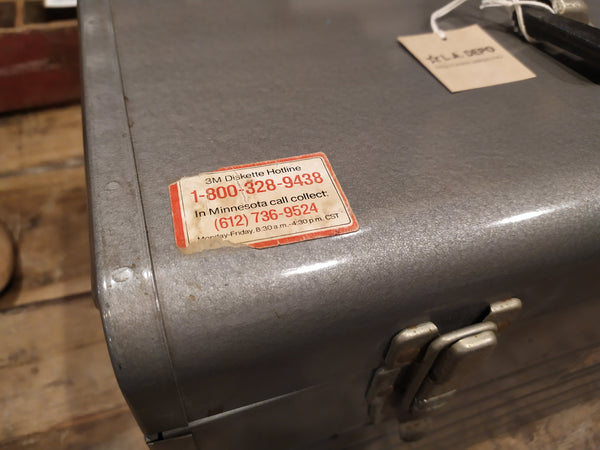 ☆ L.A. DEPO
3M Diskette Hotline
1-800-328-9438
In Minnesota call collect:
(612) 736-9524
Monday-Friday, 8:30 a.m.-4:30 p.m. CST